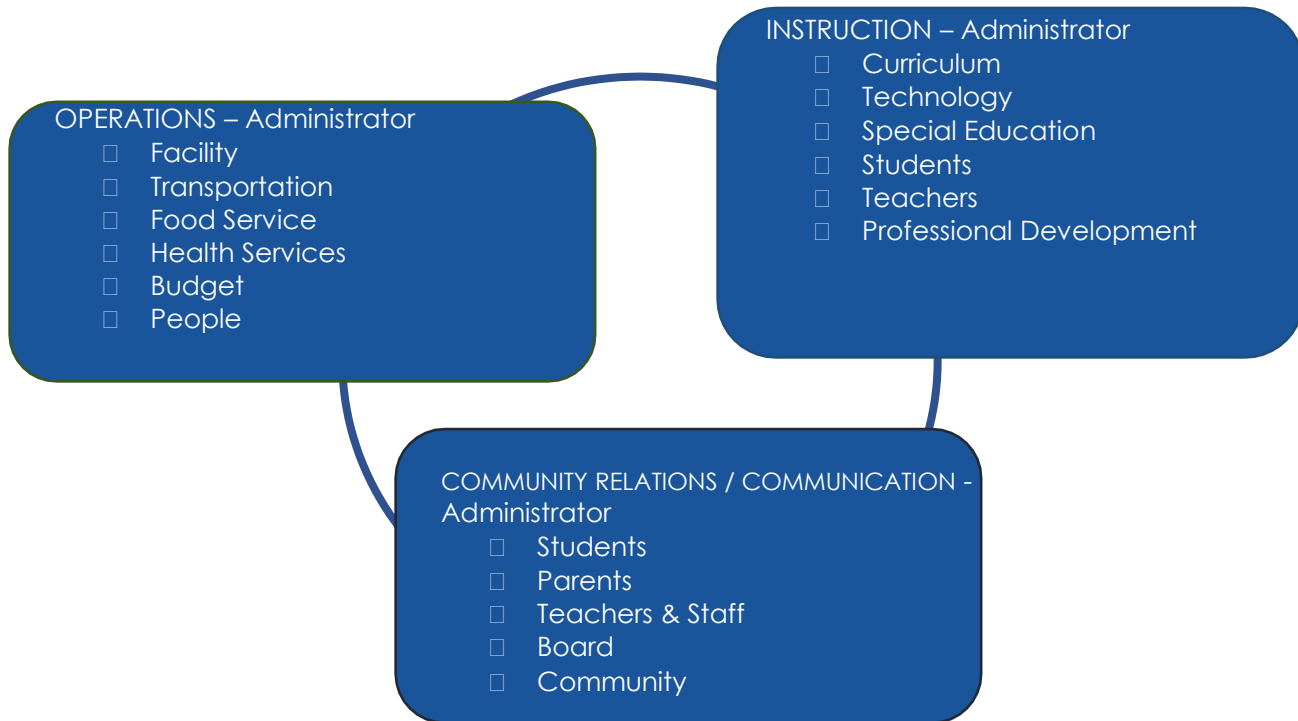 OPERATIONS – Administrator
Facility
Transportation
Food Service
Health Services
Budget
People
INSTRUCTION – Administrator
Curriculum
Technology
Special Education
Students
Teachers
Professional Development
COMMUNITY RELATIONS / COMMUNICATION -
Administrator
Students
Parents
Teachers & Staff
Board
Community